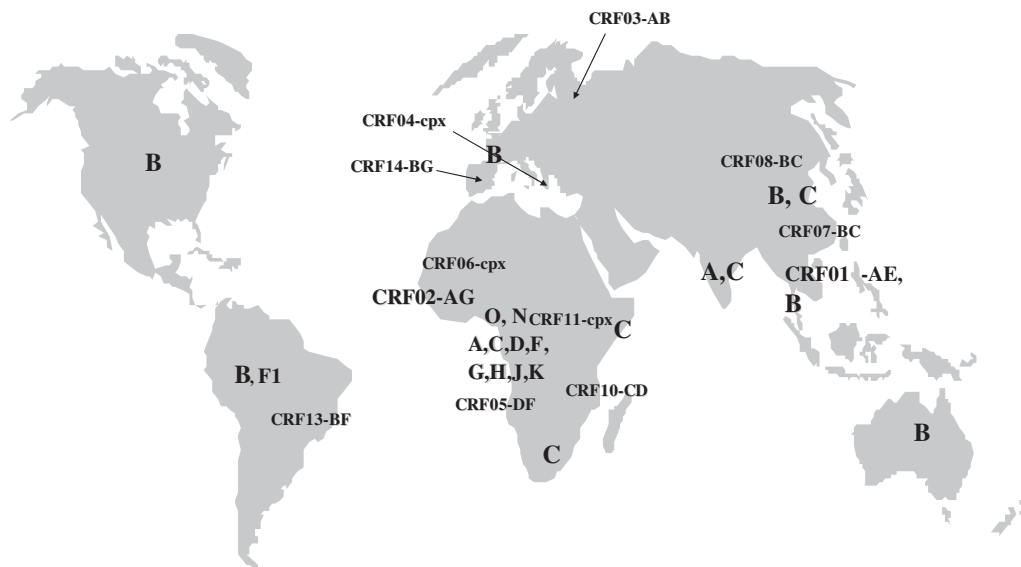 CRF03-AB
CRF04-cpx
B
CRF14-BG
B
CRF08-BC
B, C
CRF07-BC
CRF06-cpx
A,C
CRF01 -AE,
B
CRF02-AG
O, N
CRF11-cpx
C
A,C,D,F,
G,H,J,K
B, F1
CRF10-CD
CRF05-DF
CRF13-BF
C
B